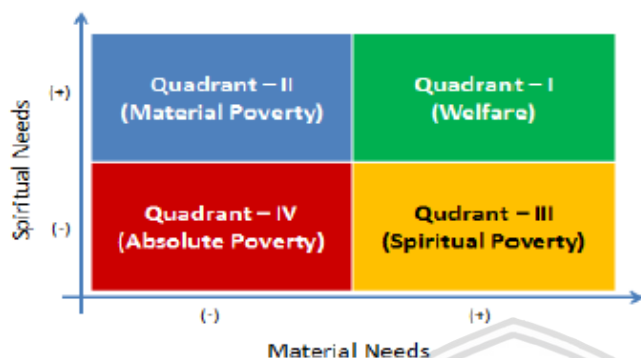 Spiritual Needs
(+)
(-)
Quadrant – II
(Material Poverty)
Quadrant – I
(Welfare)
Quadrant – IV
(Absolute Poverty)
Qudrant – III
(Spiritual Poverty)
(-)
(+)
Material Needs